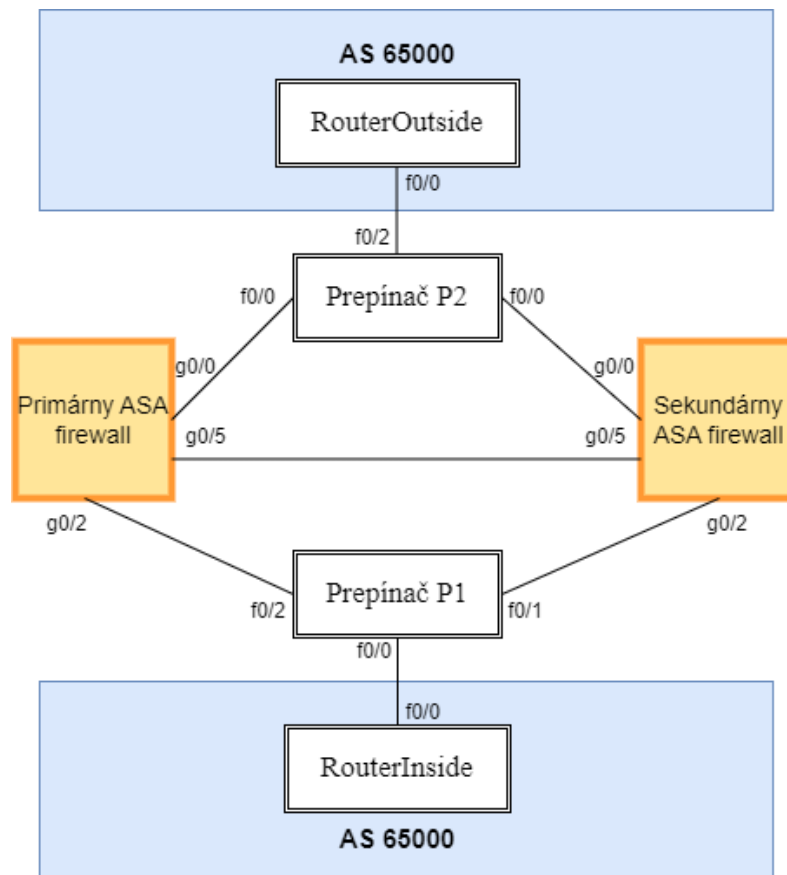 AS 65000
RouterOutside
f0/0
f0/2
Prepínač P2
f0/0
f0/0
g0/0
g0/0
Primárny ASA
firewall
Sekundárny
ASA firewall
g0/5
g0/5
g0/2
g0/2
Prepínač P1
f0/2
f0/1
f0/0
f0/0
RouterInside
AS 65000